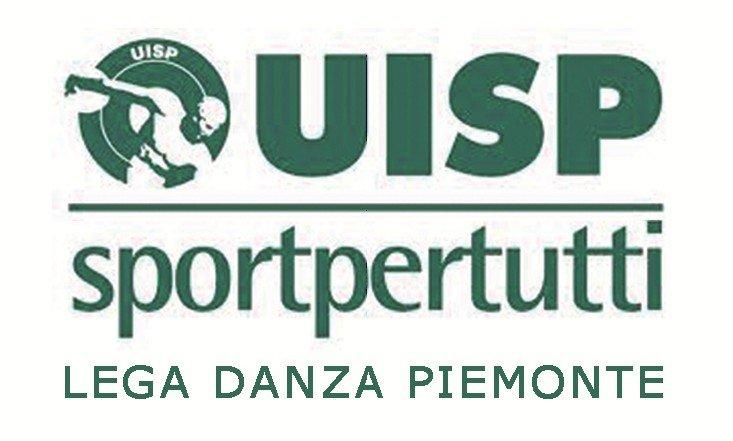 UISP
UISP
sportpertutti
LEGA DANZA PIEMONTE